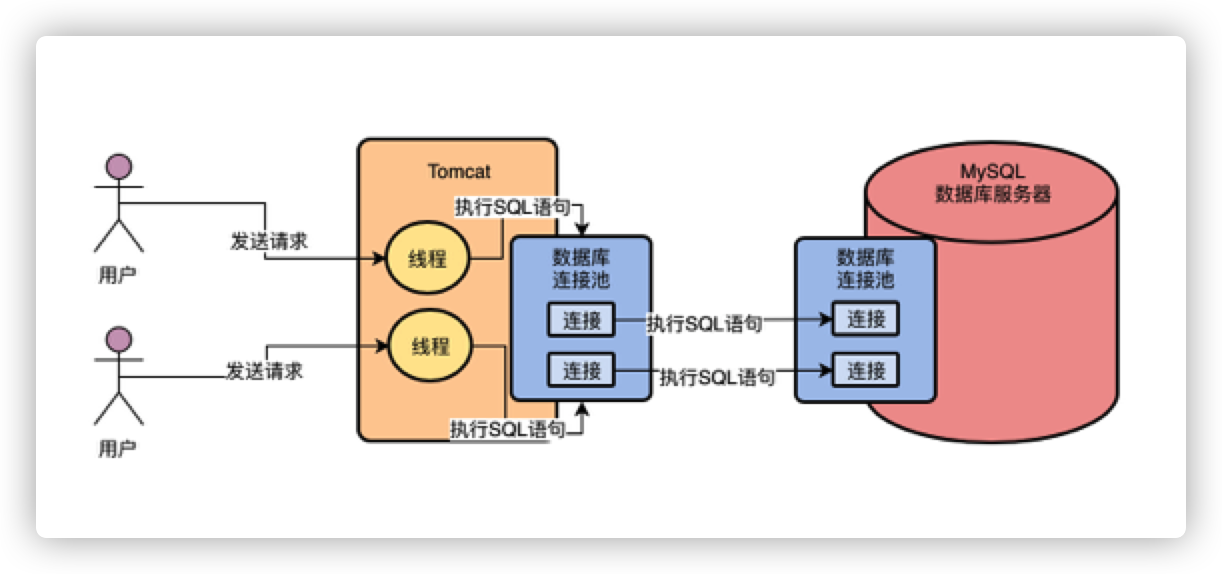 Tomcat
MySQL
数据库服务器
执行SQL语句
发送请求
线程
数据库
连接池
数据库
连接池
用户
连接
执行SQL语句
连接
线程
发送请求
连接
执行SQL语句
连接
执行SQL语句
用户